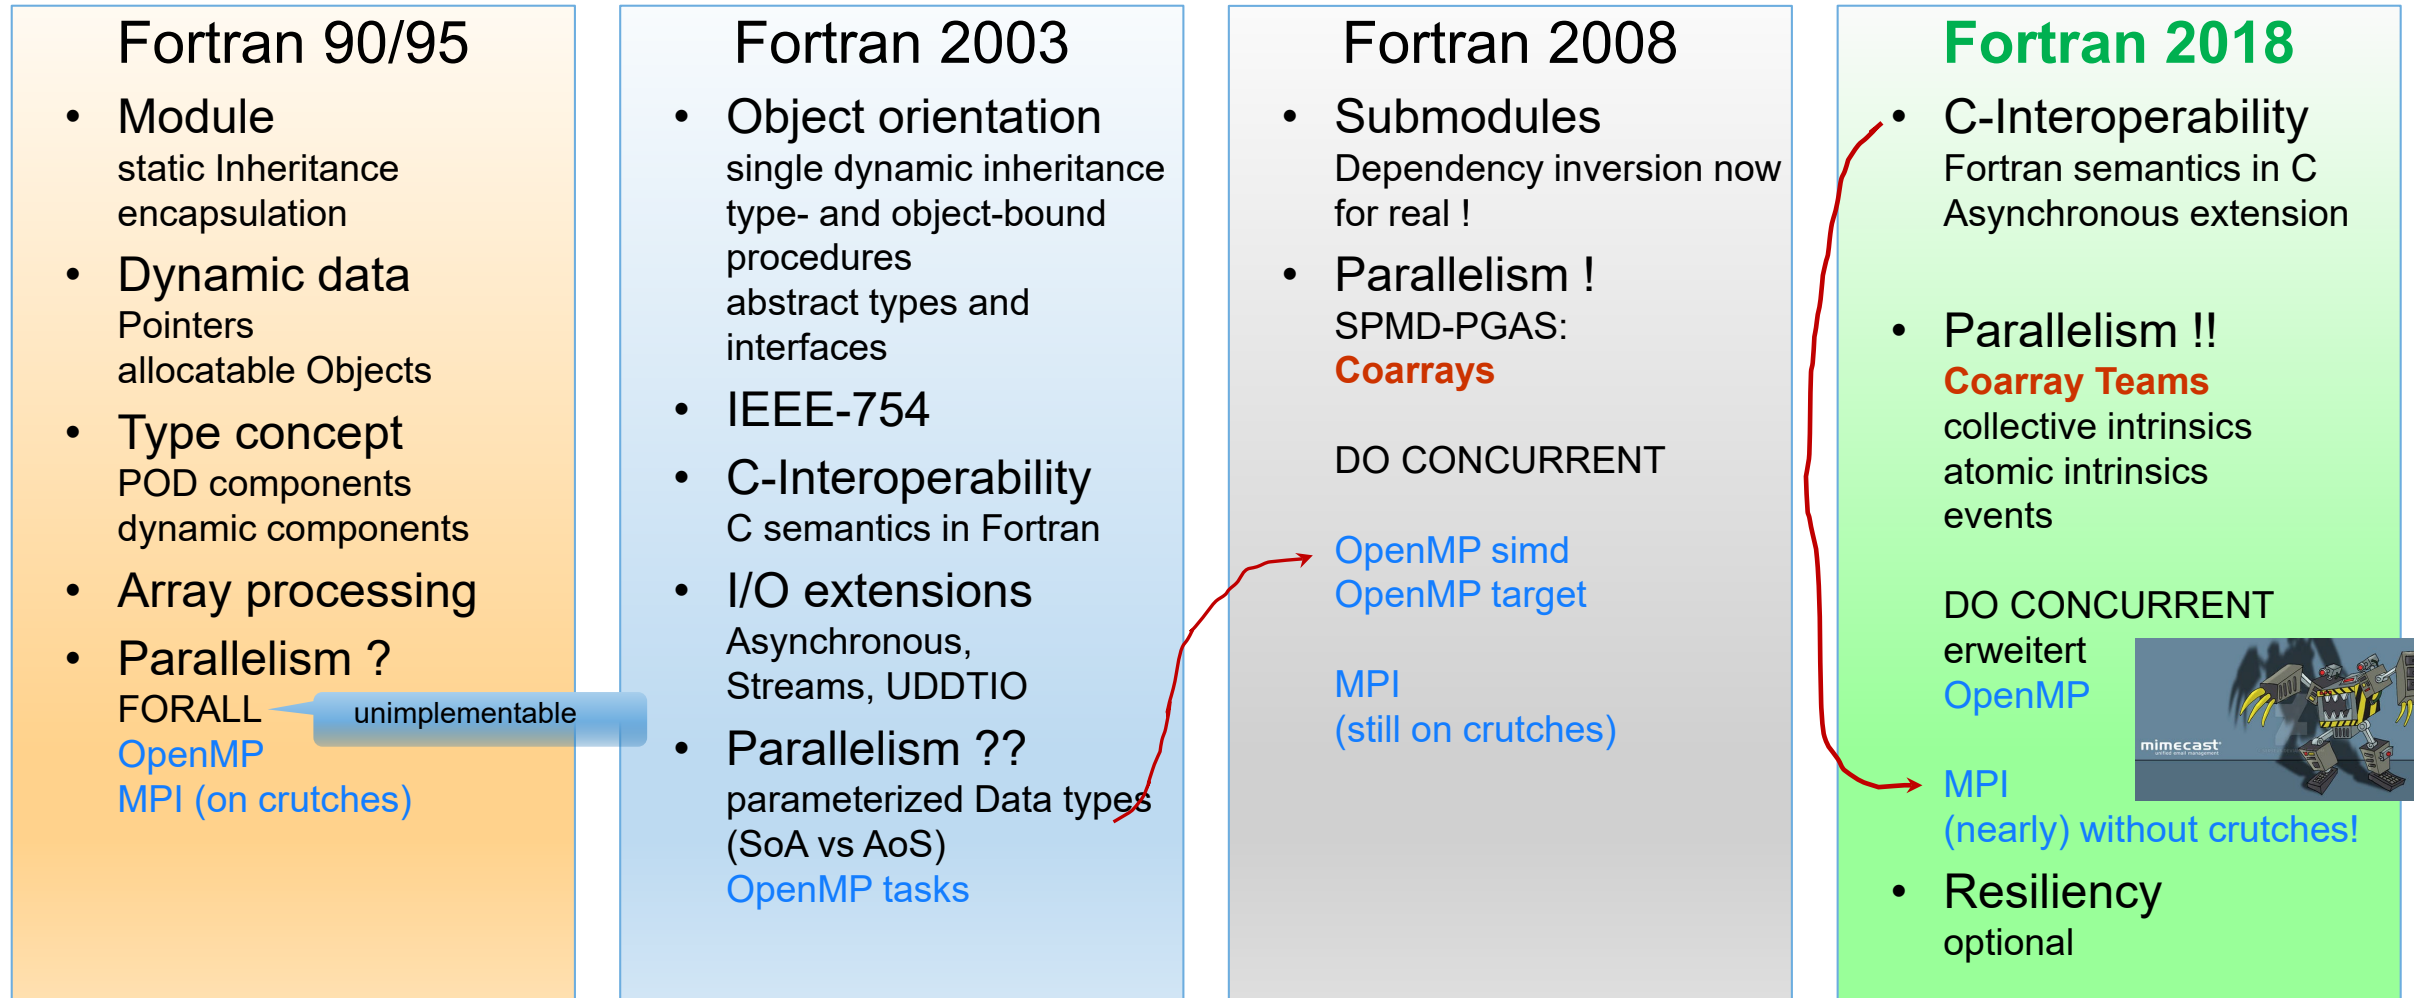 Fortran 90/95
• Module
static Inheritance
encapsulation
• Dynamic data
Pointers
allocatable Objects
• Type concept
POD components
dynamic components
• Array processing
• Parallelism ?
FORALL
unimplementable
OpenMP
MPI (on crutches)
Fortran 2003
• Object orientation
single dynamic inheritance
type- and object-bound
procedures
abstract types and
interfaces
• IEEE-754
• C-Interoperability
C semantics in Fortran
• I/O extensions
Asynchronous,
Streams, UDDTIO
• Parallelism ??
parameterized Data types
(SoA vs AoS)
OpenMP tasks
Fortran 2008
• Submodules
Dependency inversion now
for real !
• Parallelism !
SPMD-PGAS:
Coarrays
DO CONCURRENT
OpenMP simd
OpenMP target
MPI
(still on crutches)
Fortran 2018
• C-Interoperability
Fortran semantics in C
Asynchronous extension
• Parallelism !!
Coarray Teams
collective intrinsics
atomic intrinsics
events
DO CONCURRENT
erweitert
OpenMP
mimecast
unified email management
MPI
(nearly) without crutches!
• Resiliency
optional